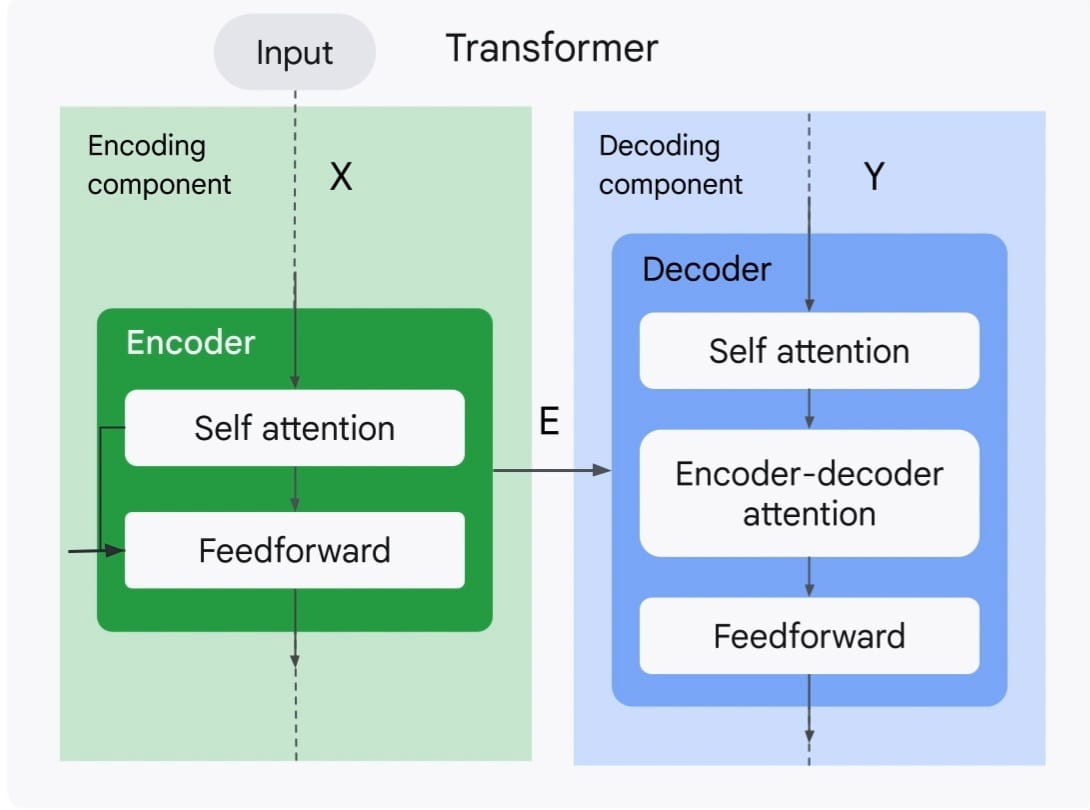 Input
Transformer
Encoding
component
X
Encoder
Self attention
Feedforward
E
Decoding
component
Y
Decoder
Self attention
Encoder-decoder
attention
Feedforward